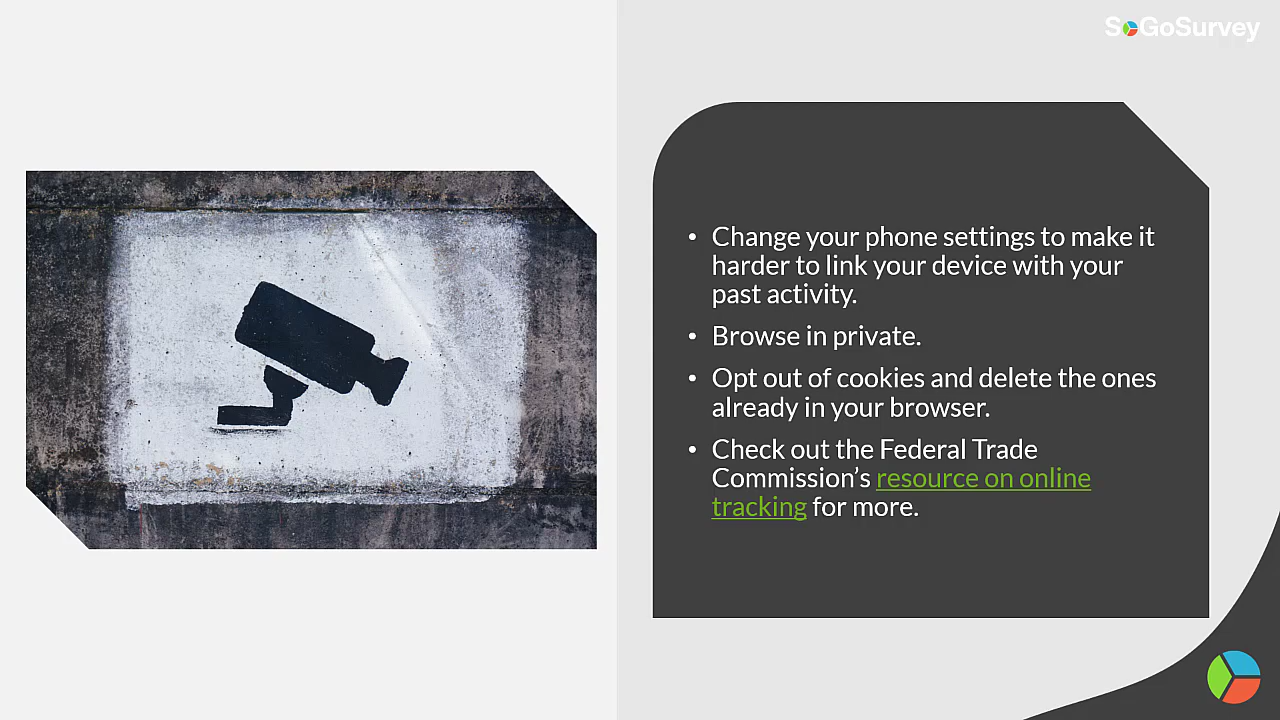 SoGoSurvey
• Change your phone settings to make it
harder to link your device with your
past activity.
• Browse in private.
• Opt out of cookies and delete the ones
already in your browser.
• Check out the Federal Trade
Commission’s resource on online
tracking for more.